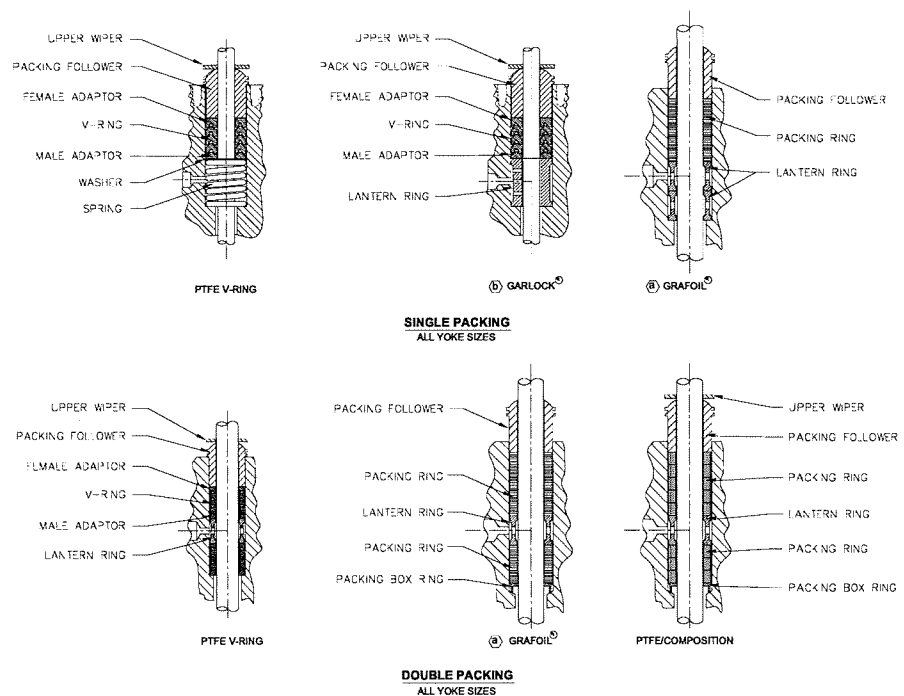 UPPER WIPER
PACKING FOLLOWER
FEMALE ADAPTOR
V-RING
MALE ADAPTOR
WASHER
SPRING
PTFE V-RING
UPPER WIPER
PACKING FOLLOWER
FEMALE ADAPTOR
V-RING
MALE ADAPTOR
LANTERN RING
b GARLOCK
PACKING FOLLOWER
PACKING RING
LANTERN RING
a GRAFOIL
SINGLE PACKING
ALL YOKE SIZES
UPPER WIPER
PACKING FOLLOWER
FEMALE ADAPTOR
V-RING
MALE ADAPTOR
LANTERN RING
PTFE V-RING
PACKING FOLLOWER
PACKING RING
LANTERN RING
PACKING RING
PACKING BOX RING
a GRAFOIL
UPPER WIPER
PACKING FOLLOWER
PACKING RING
LANTERN RING
PACKING RING
PACKING BOX RING
PTFE/COMPOSITION
DOUBLE PACKING
ALL YOKE SIZES